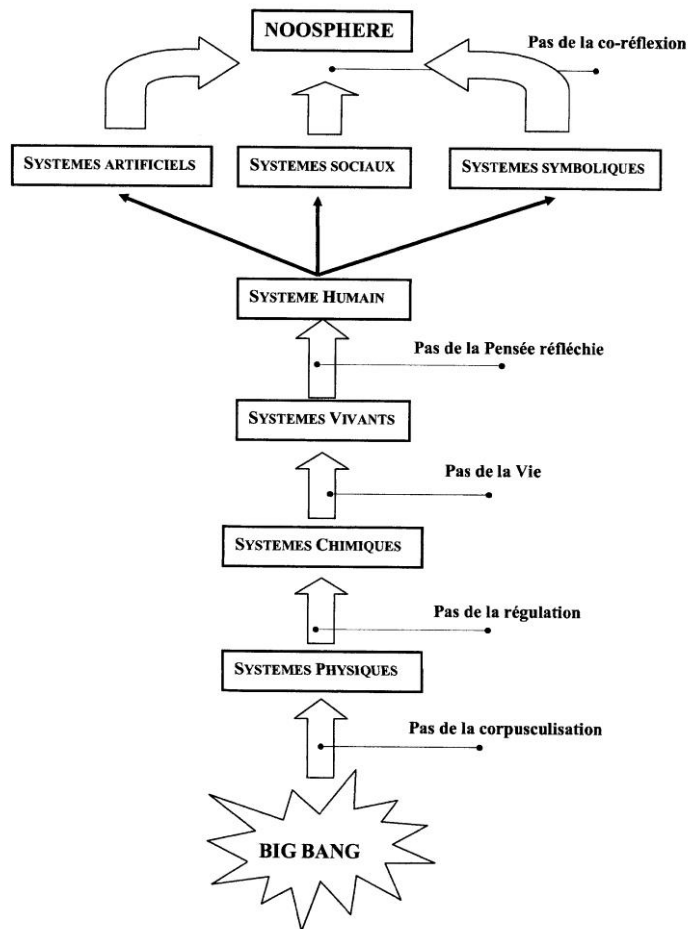 NOOSPHERE
Pas de la co-réflexion
SYSTEMES ARTIFICIELS
SYSTEMES SOCIAUX
SYSTEMES SYMBOLIQUES
SYSTEME HUMAIN
Pas de la Pensée réfléchie
SYSTEMES VIVANTS
Pas de la Vie
SYSTEMES CHIMIQUES
Pas de la régulation
SYSTEMES PHYSIQUES
Pas de la corpusculisation
BIG BANG